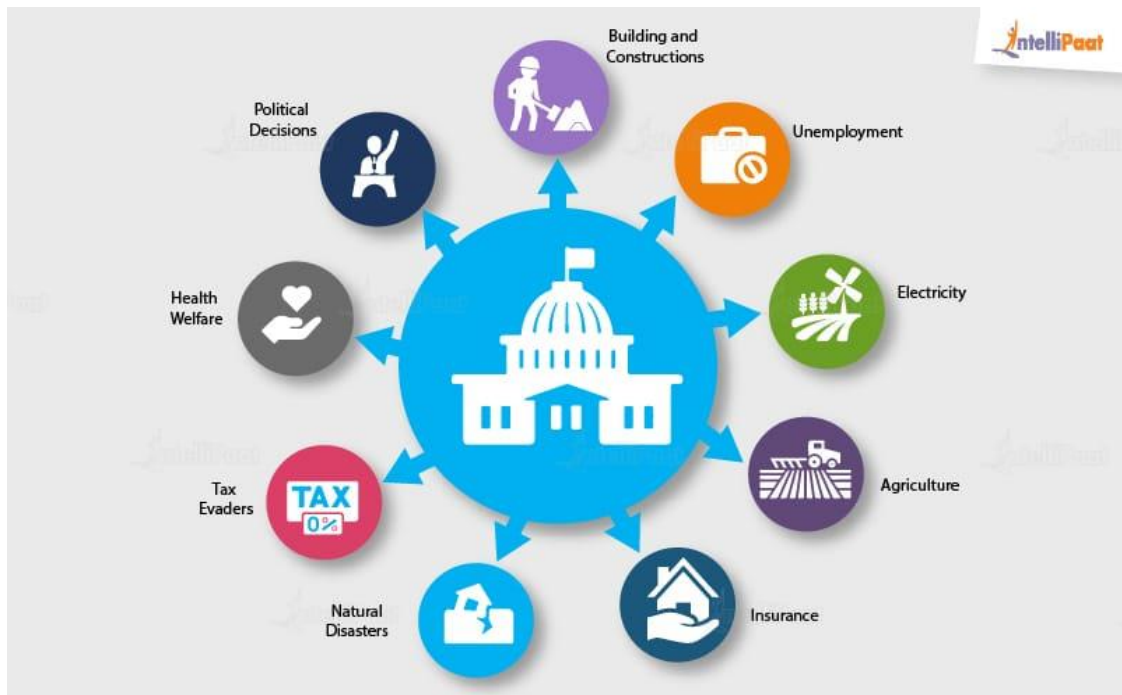 Building and
Constructions
IntelliPaat
Political
Decisions
Unemployment
Health
Welfare
Electricity
Tax
Evaders
TAX
0%
Agriculture
Natural
Disasters
Insurance